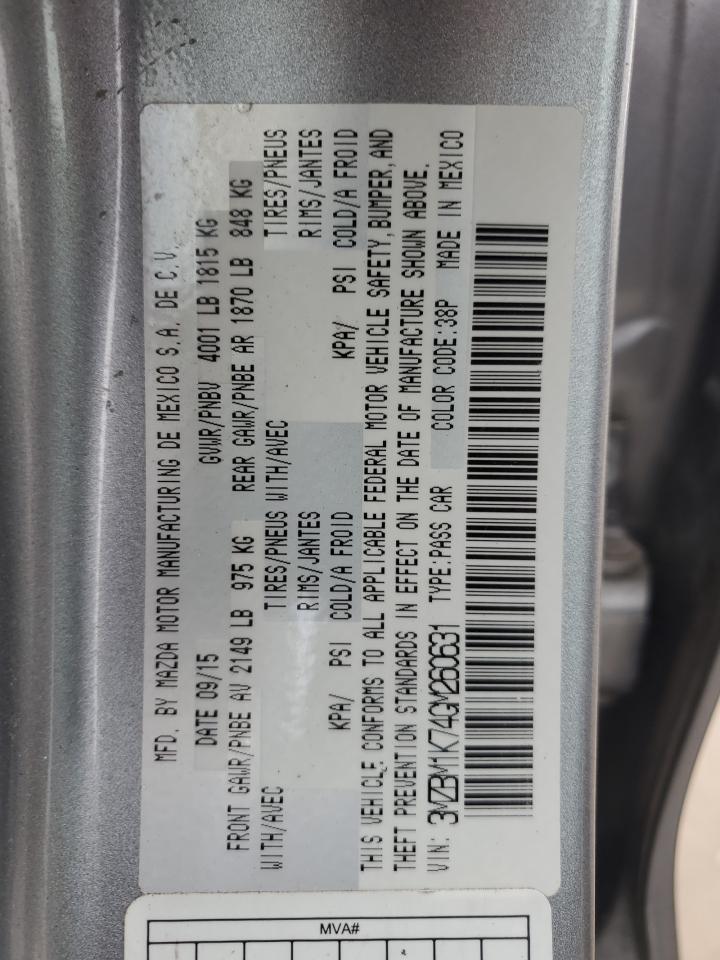 MFD. BY MAZDA MOTOR MANUFACTURING DE MEXICO S.A. DE C.V.
DATE 09/15 GVWR/PNBV 4001 LB 1815 KG
FRONT GAWR/PNBE AV 2149 LB 975 KG REAR GAWR/PNBE AR 1870 LB 848 KG
WITH/AVEC TIRES/PNEUS WITH/AVEC TIRES/PNEUS
RIMS/JANTES RIMS/JANTES
KPA/ PSI COLD/A FROID KPA/ PSI COLD/A FROID
THIS VEHICLE CONFORMS TO ALL APPLICABLE FEDERAL MOTOR VEHICLE SAFETY, BUMPER, AND
THEFT PREVENTION STANDARDS IN EFFECT ON THE DATE OF MANUFACTURE SHOWN ABOVE.
VIN: 3MZBM1K74GM260631 TYPE:PASS CAR COLOR CODE:38P MADE IN MEXICO
MVA#